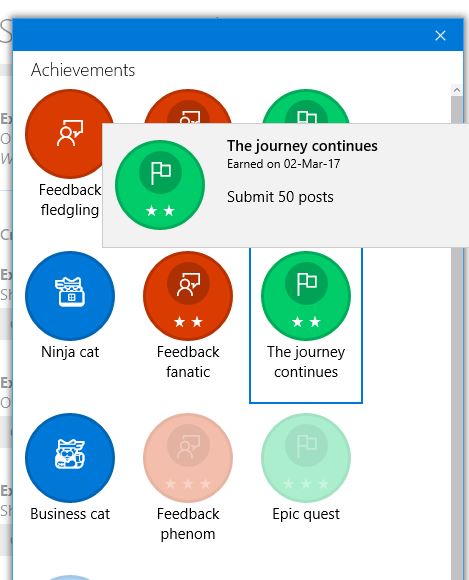 Achievements
The journey continues
Earned on 02-Mar-17
Submit 50 posts
Feedback
fledgling
Ninja cat
Feedback
fanatic
The journey
continues
Business cat
Feedback
phenom
Epic quest